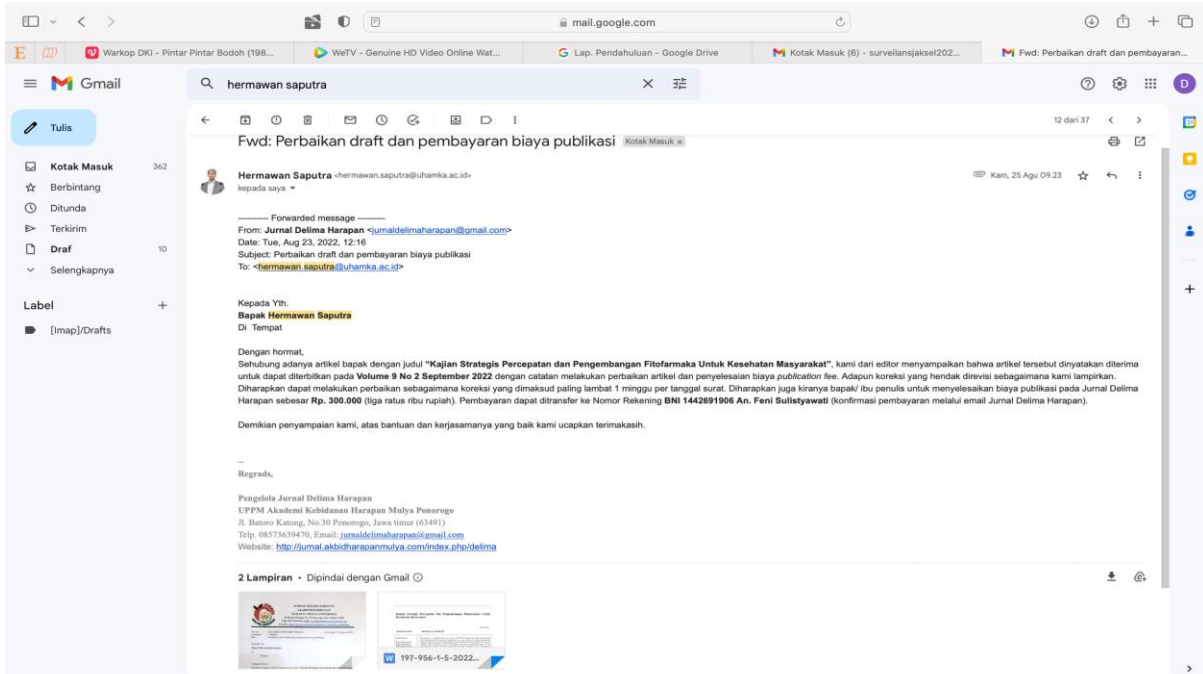 mail.google.com
Warkop DKI - Pintar Pintar Bodoh (198...
WeTV - Genuine HD Video Online Wat...
Lap. Pendahuluan - Google Drive
Kotak Masuk (6) - surveilansjaksel202...
Fwd: Perbaikan draft dan pembayaran...
Gmail
hermawan saputra
D
Tulis
12 dari 37
Fwd: Perbaikan draft dan pembayaran biaya publikasi Kotak Masuk x
Kotak Masuk 362
Berbintang
Ditunda
Terkirim
Draf 10
Selengkapnya
Label
[Imap]/Drafts
Hermawan Saputra <hermawan.saputra@uhamka.ac.id>
Kam, 25 Agu 09.23
kepada saya
---------- Forwarded message ---------
From: Jurnal Delima Harapan <jurnaldelimaharapan@gmail.com>
Date: Tue, Aug 23, 2022, 12:16
Subject: Perbaikan draft dan pembayaran biaya publikasi
To: <hermawan.saputra@uhamka.ac.id>
Kepada Yth.
Bapak Hermawan Saputra
Di Tempat
Dengan hormat,
Sehubung adanya artikel bapak dengan judul "Kajian Strategis Percepatan dan Pengembangan Fitofarmaka Untuk Kesehatan Masyarakat", kami dari editor menyampaikan bahwa artikel tersebut dinyatakan diterima
untuk dapat diterbitkan pada Volume 9 No 2 September 2022 dengan catatan melakukan perbaikan artikel dan penyelesaian biaya publication fee. Adapun koreksi yang hendak direvisi sebagaimana kami lampirkan.
Diharapkan dapat melakukan perbaikan sebagaimana koreksi yang dimaksud paling lambat 1 minggu per tanggal surat. Diharapkan juga kiranya bapak/ ibu penulis untuk menyelesaikan biaya publikasi pada Jurnal Delima
Harapan sebesar Rp. 300.000 (tiga ratus ribu rupiah). Pembayaran dapat ditransfer ke Nomor Rekening BNI 1442691906 An. Feni Sulistyawati (konfirmasi pembayaran melalui email Jurnal Delima Harapan).
Demikian penyampaian kami, atas bantuan dan kerjasamanya yang baik kami ucapkan terimakasih.
--
Regrads,
Pengelola Jurnal Delima Harapan
UPPM Akademi Kebidanan Harapan Mulya Ponorogo
Jl. Batoro Katong, No.30 Ponorogo, Jawa timur (63491)
Telp. 08573639470, Email: jurnaldelimaharapan@gmail.com
Website: http://jurnal.akbidharapanmulya.com/index.php/delima
2 Lampiran • Dipindai dengan Gmail
197-956-1-5-2022...